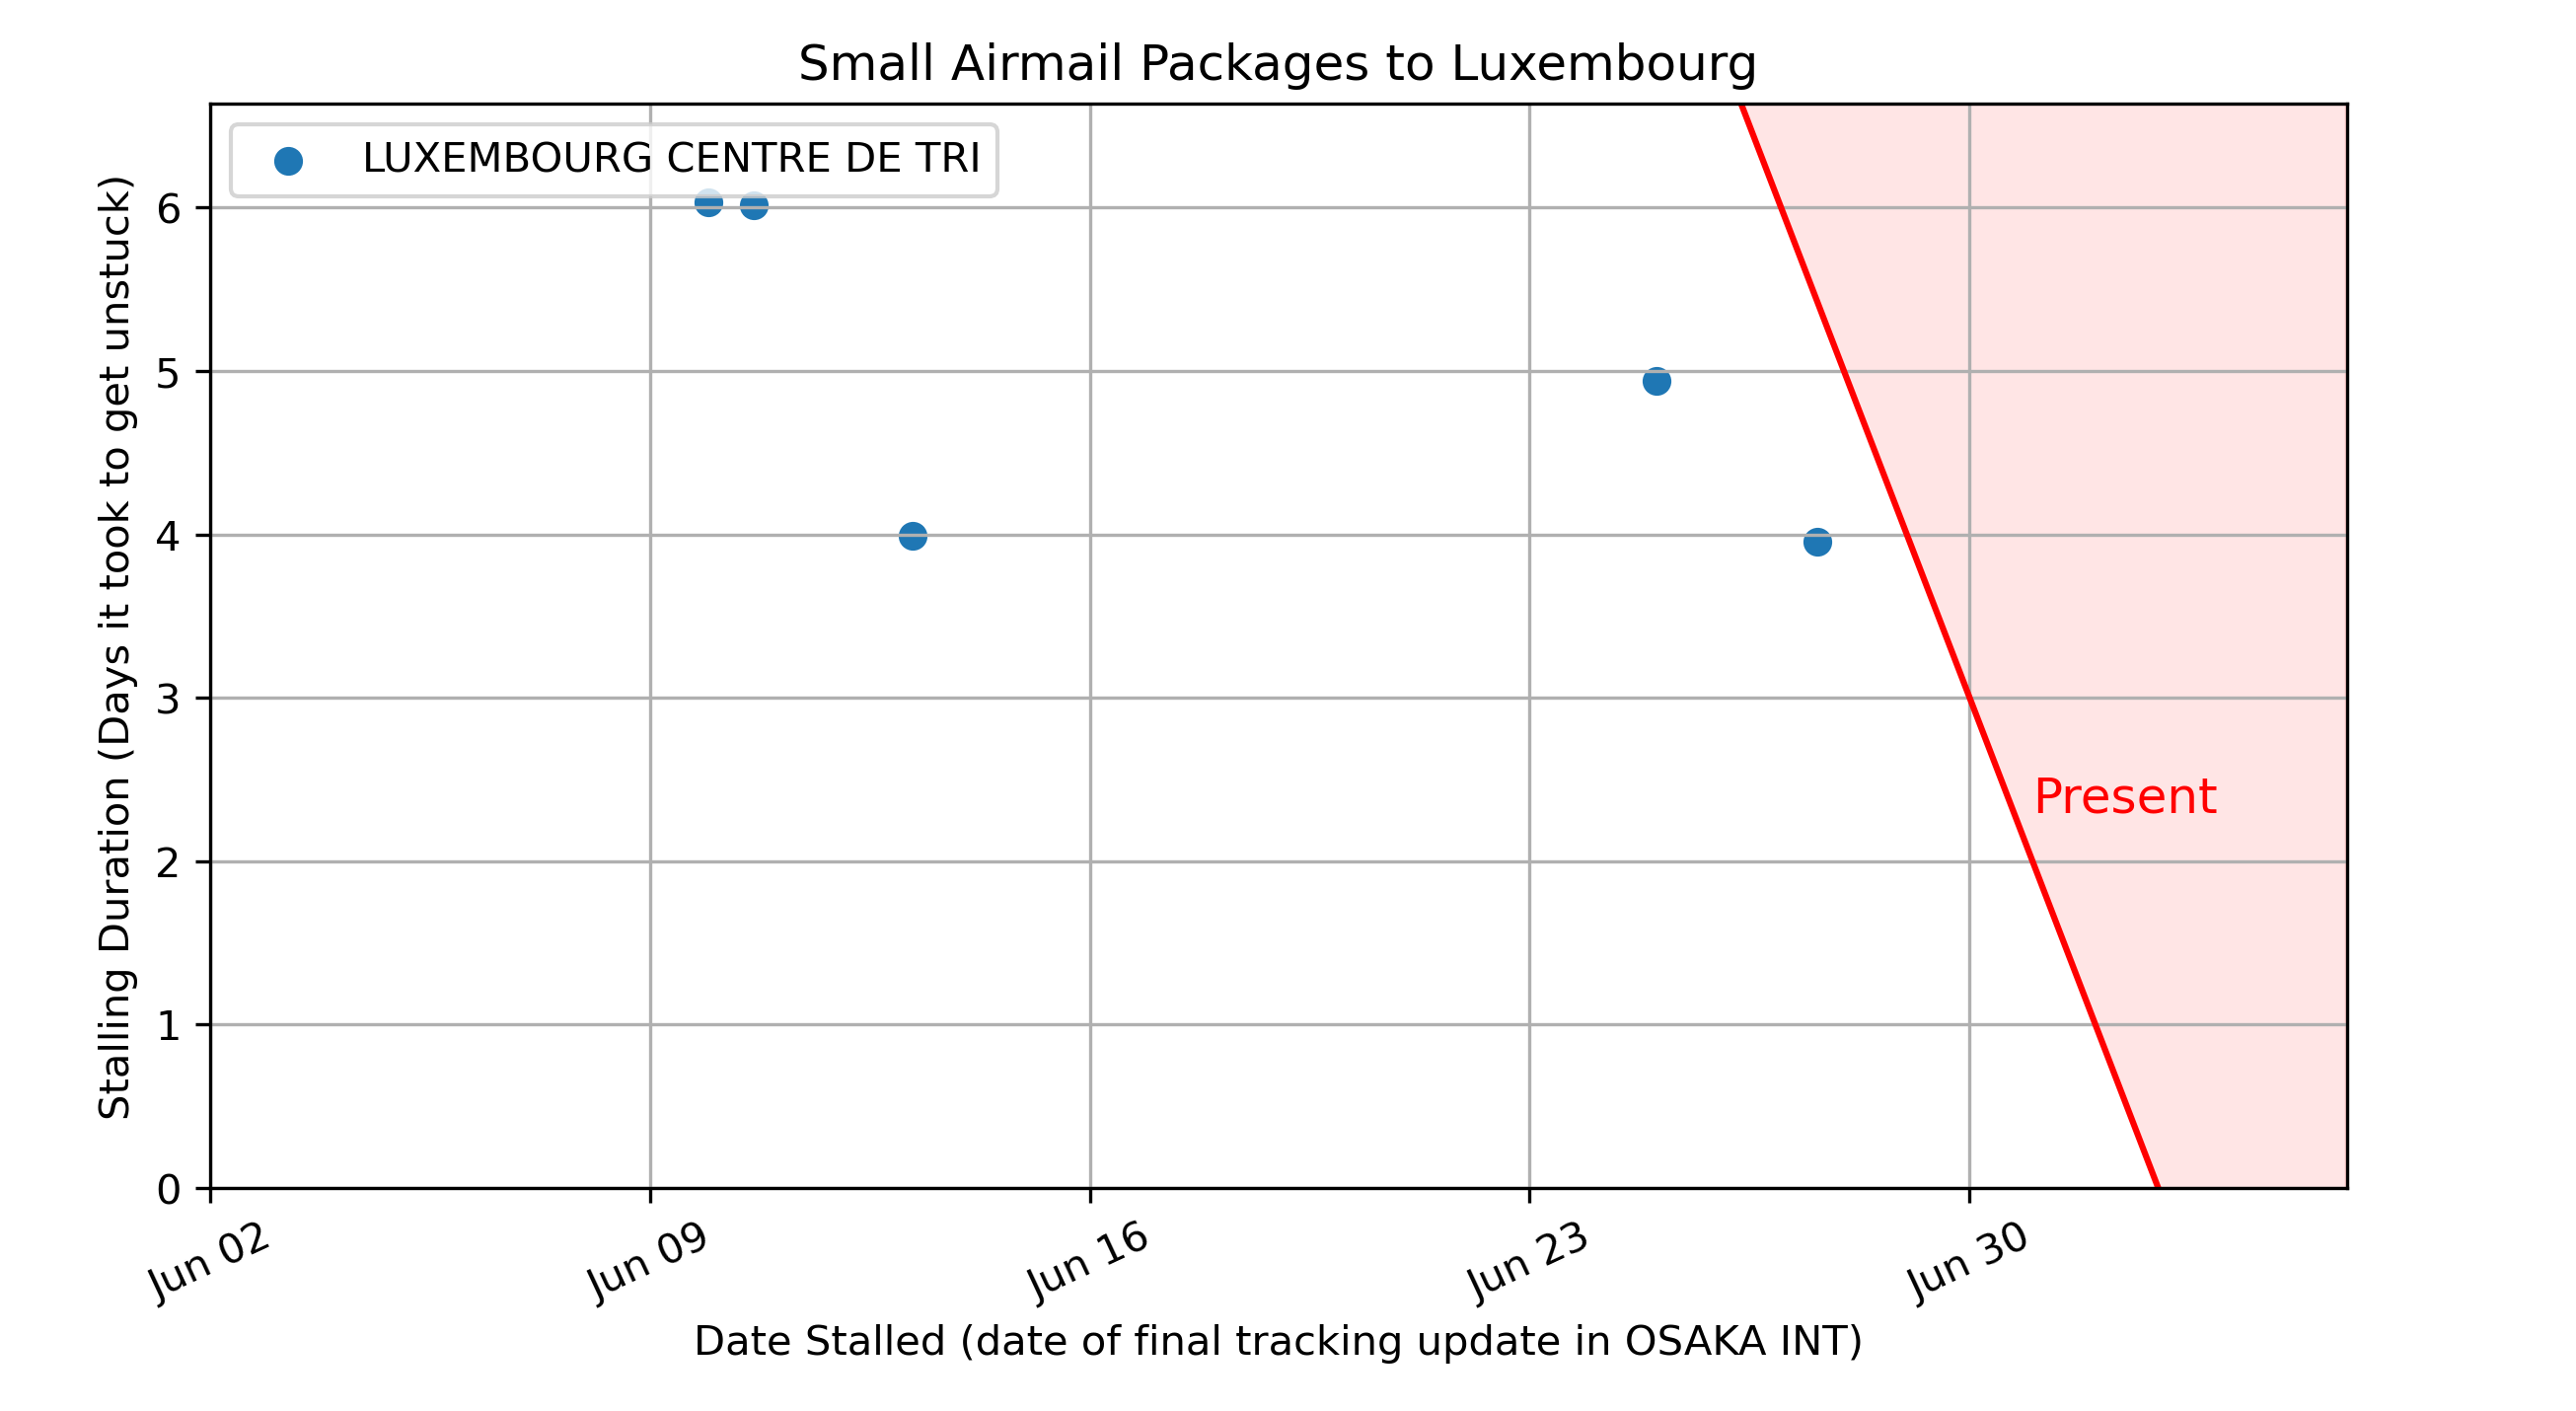 Small Airmail Packages to Luxembourg
LUXEMBOURG CENTRE DE TRI
Stalling Duration (Days it took to get unstuck)
6
5
4
3
2
1
0
Present
Jun 02
Jun 09
Jun 16
Jun 23
Jun 30
Date Stalled (date of final tracking update in OSAKA INT)